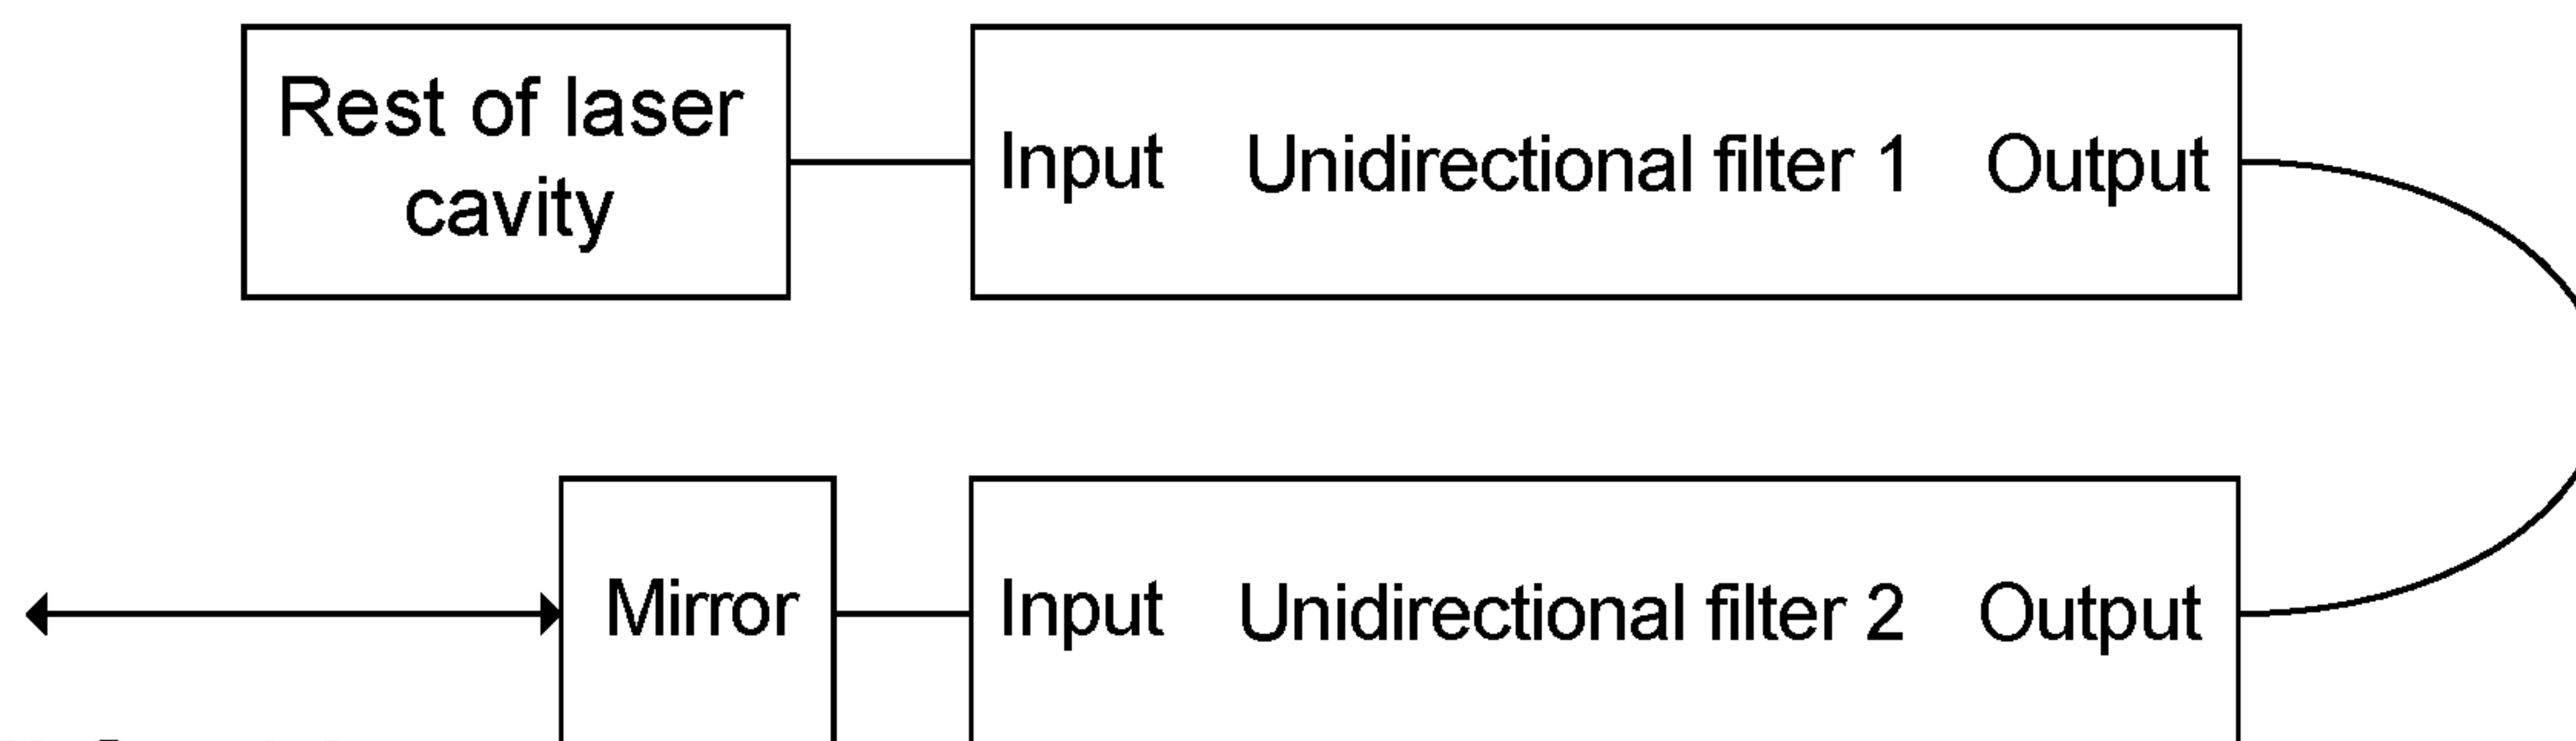 Rest of laser
cavity
Input Unidirectional filter 1 Output
Mirror
Input Unidirectional filter 2 Output